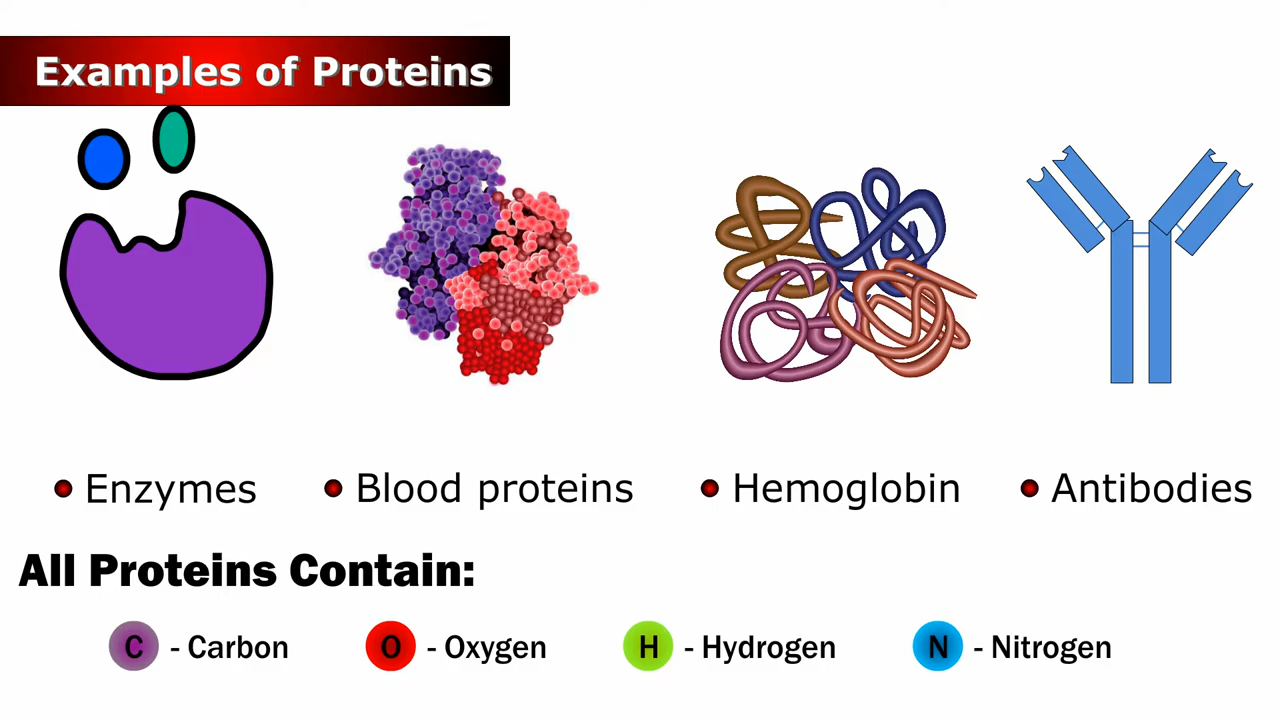 Examples of Proteins
• Enzymes • Blood proteins • Hemoglobin • Antibodies
All Proteins Contain:
C - Carbon O - Oxygen H - Hydrogen N - Nitrogen